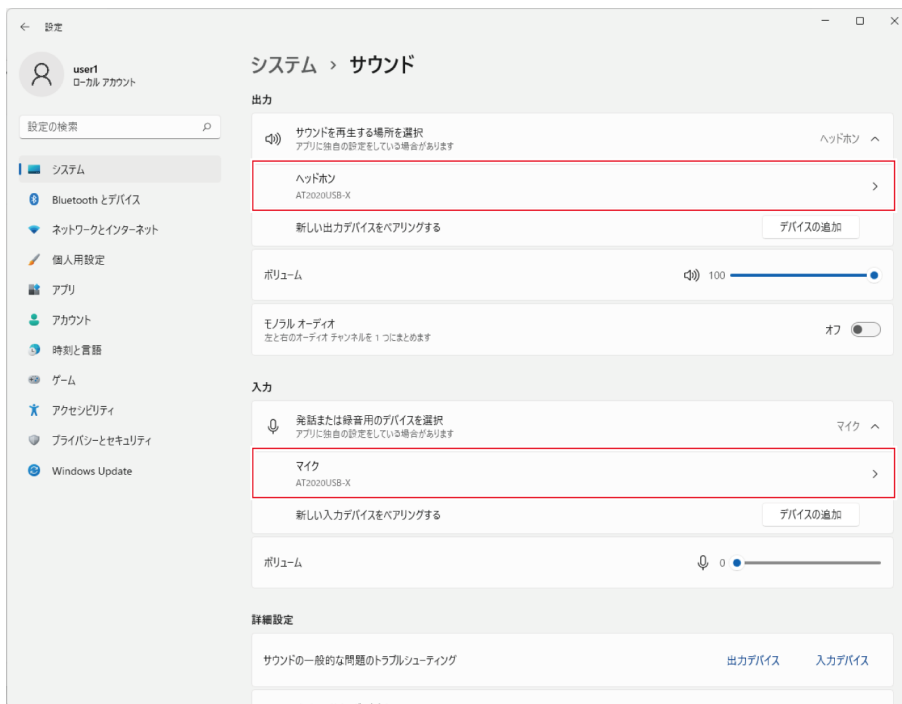 設定
user1
ローカル アカウント
設定の検索
システム
Bluetooth とデバイス
ネットワークとインターネット
個人用設定
アプリ
アカウント
時刻と言語
ゲーム
アクセシビリティ
プライバシーとセキュリティ
Windows Update
システム › サウンド
出力
サウンドを再生する場所を選択
アプリに独自の設定をしている場合があります
ヘッドホン
ヘッドホン
AT2020USB-X
新しい出力デバイスをペアリングする
デバイスの追加
ボリューム
100
モノラル オーディオ
左と右のオーディオ チャンネルを 1 つにまとめます
オフ
入力
発話または録音用のデバイスを選択
アプリに独自の設定をしている場合があります
マイク
マイク
AT2020USB-X
新しい入力デバイスをペアリングする
デバイスの追加
ボリューム
0
詳細設定
サウンドの一般的な問題のトラブルシューティング
出力デバイス
入力デバイス